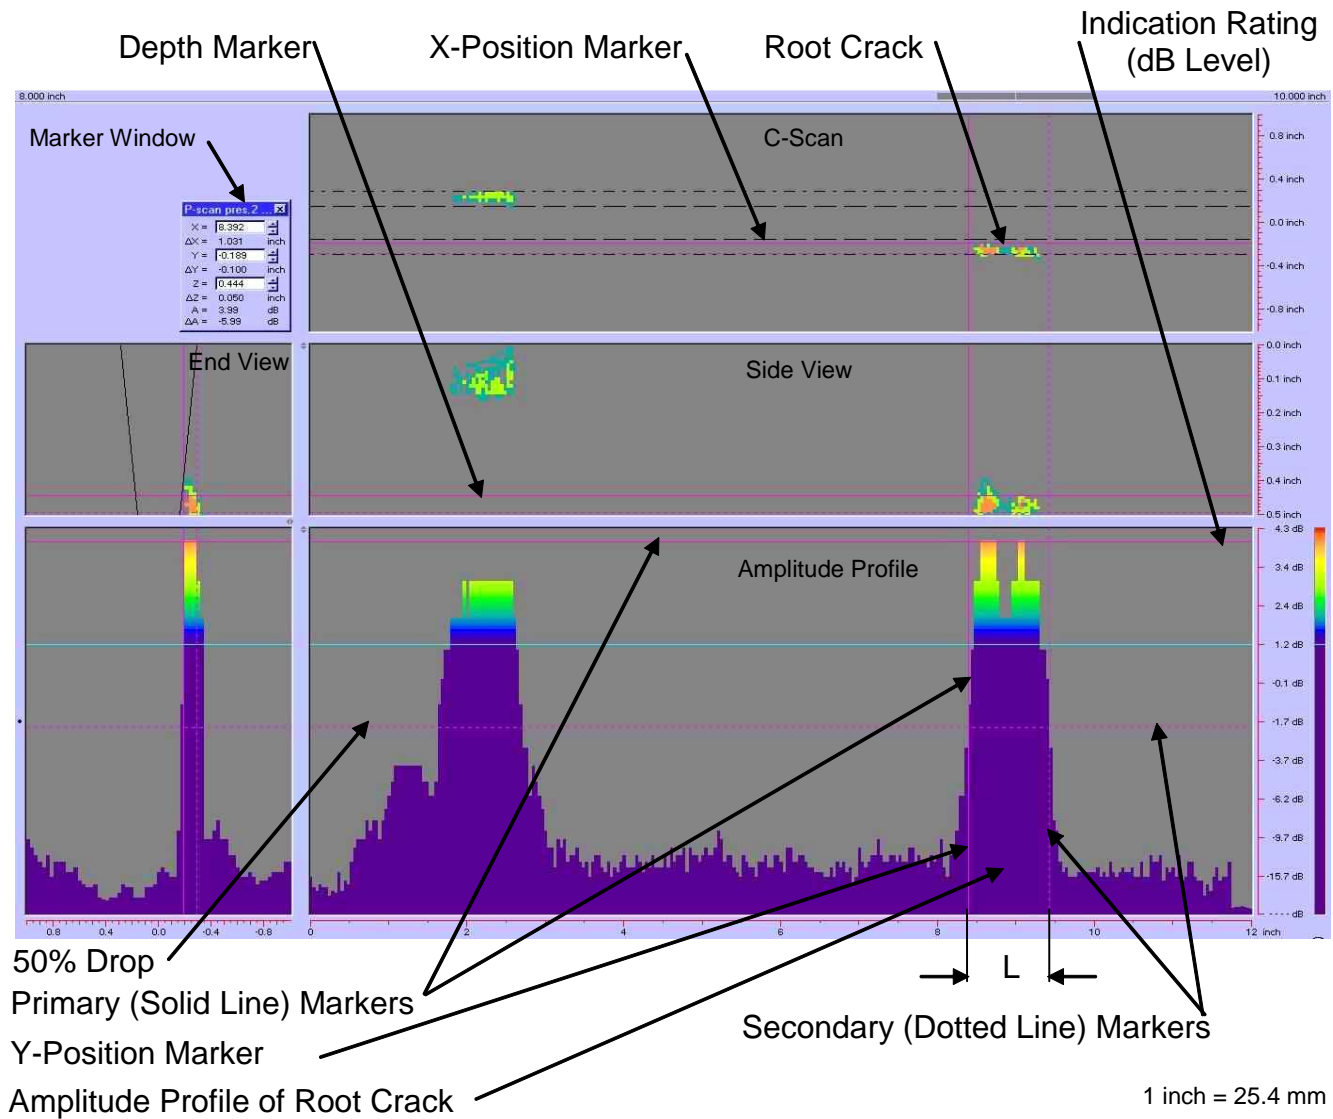 Depth Marker
X-Position Marker
Root Crack
Indication Rating
(dB Level)
8.000 inch
10.000 inch
Marker Window
C-Scan
P-scan pres.2 ...
X = 8.392
ΔX = 1.031 inch
Y = -0.189
ΔY = -0.100 inch
Z = 0.444
ΔZ = 0.050 inch
A = 3.99 dB
ΔA = -5.99 dB
0.8 inch
0.4 inch
0.0 inch
-0.4 inch
-0.8 inch
End View
Side View
0.0 inch
0.1 inch
0.2 inch
0.3 inch
0.4 inch
0.5 inch
Amplitude Profile
4.3 dB
3.4 dB
2.4 dB
1.2 dB
-0.1 dB
-1.7 dB
-3.7 dB
-6.2 dB
-9.7 dB
-15.7 dB
---- dB
0.8 0.4 0.0 -0.4 -0.8
0 2 4 6 8 10 12 inch
50% Drop
L
Primary (Solid Line) Markers
Secondary (Dotted Line) Markers
Y-Position Marker
Amplitude Profile of Root Crack
1 inch = 25.4 mm